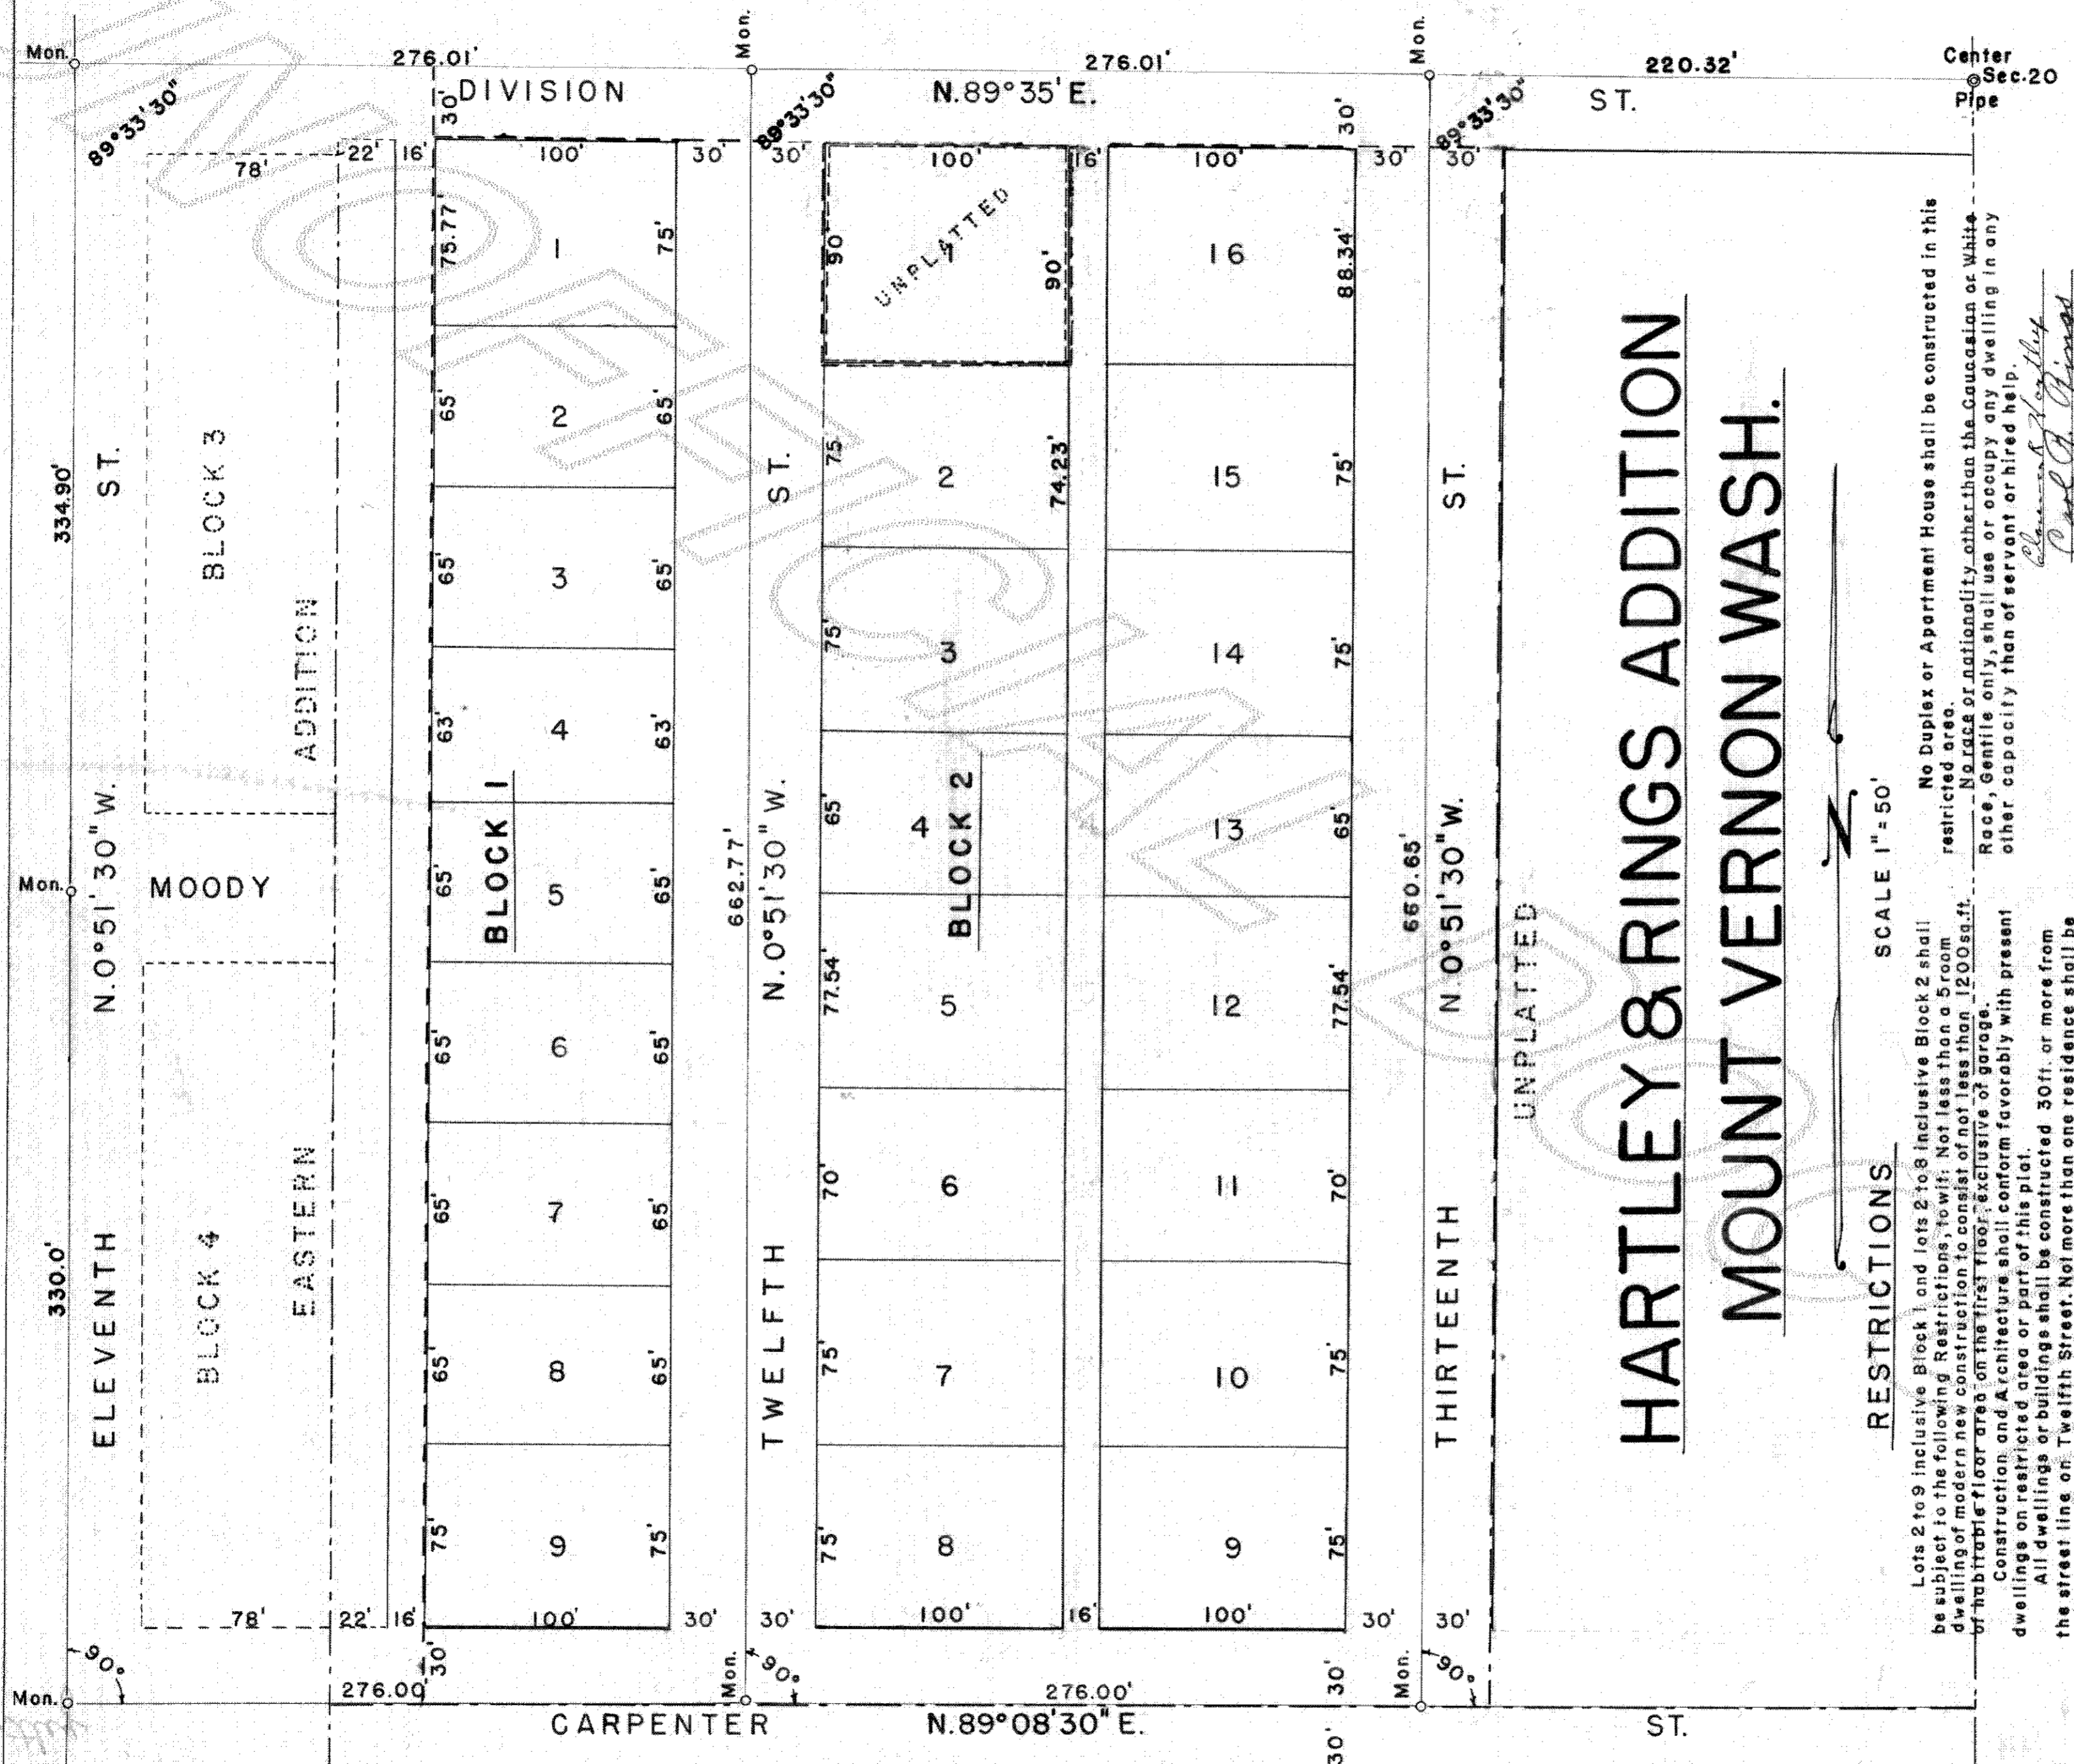 Mon.
276.01'
Mon.
276.01'
Mon.
220.32'
Center
Sec.20
Pipe
89°33'30"
DIVISION
30'
89°33'30"
N.89°35'E.
30'
89°33'30"
ST.
78'
22'
16'
100'
30'
30'
100'
16'
100'
30'
30'
75.77'
1
75'
90'
UNPLATTED
1
90'
16
88.34'
65'
2
65'
75'
2
74.23'
15
75'
65'
3
65'
75'
3
14
75'
63'
4
63'
65'
4
13
65'
65'
5
65'
77.54'
5
12
77.54'
65'
6
65'
70'
6
11
70'
65'
7
65'
75'
7
10
75'
65'
8
65'
75'
8
9
75'
75'
9
75'
BLOCK 1
BLOCK 2
BLOCK 3
BLOCK 4
EASTERN
ADDITION
MOODY
Mon.
334.90'
330.0'
ELEVENTH
N.0°51'30"W.
ST.
662.77'
TWELFTH
N.0°51'30"W.
ST.
660.65'
THIRTEENTH
N.0°51'30"W.
ST.
UNPLATTED
78'
22'
16'
100'
30'
30'
100'
16'
100'
30'
30'
90°
30'
Mon.
90°
30'
Mon.
90°
Mon.
276.00'
276.00'
CARPENTER
N.89°08'30"E.
30'
ST.
HARTLEY & RINGS ADDITION
MOUNT VERNON WASH.
N
SCALE 1"=50'
RESTRICTIONS
Lots 2 to 9 inclusive Block 1 and lots 2 to 8 inclusive Block 2 shall
be subject to the following Restrictions, to wit: Not less than a 5 room
dwelling of modern new construction to consist of not less than 1200 sq.ft.
of habitable floor area on the first floor, exclusive of garage.
Construction and Architecture shall conform favorably with present
dwellings on restricted area or part of this plat.
All dwellings or buildings shall be constructed 30 ft. or more from
the street line on Twelfth Street. Not more than one residence shall be
No Duplex or Apartment House shall be constructed in this
restricted area.
No race or nationality other than the Caucasian or White
Race, Gentile only, shall use or occupy any dwelling in any
other capacity than of servant or hired help.
UNOFFICIAL